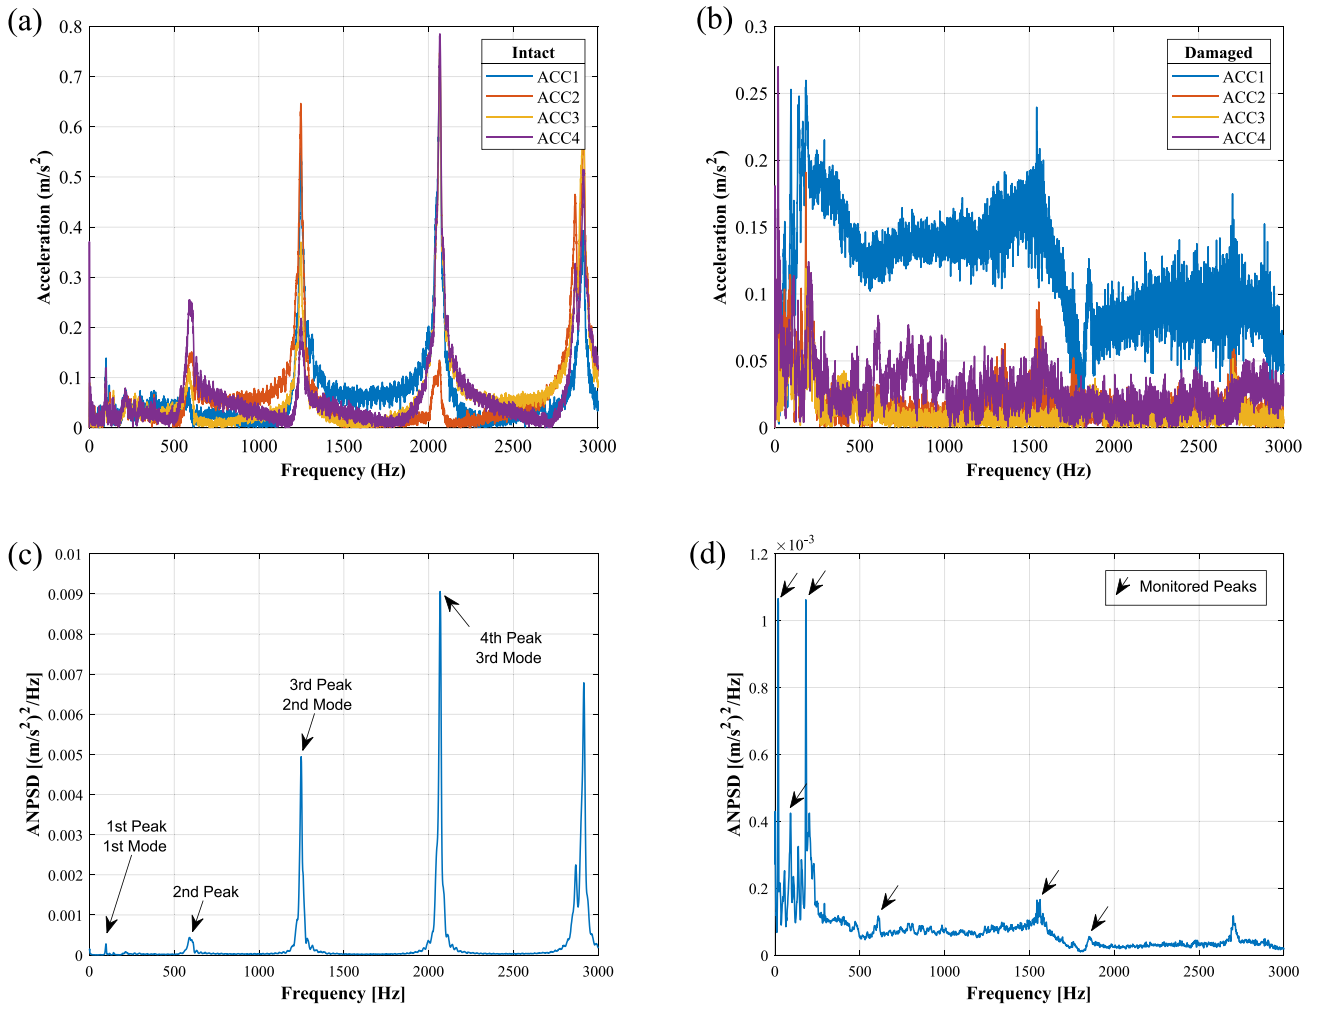 (a)
0.8
0.7
0.6
0.5
0.4
0.3
0.2
0.1
0
Acceleration (m/s²)
Intact
ACC1
ACC2
ACC3
ACC4
0 500 1000 1500 2000 2500 3000
Frequency (Hz)
(b)
0.3
0.25
0.2
0.15
0.1
0.05
0
Acceleration (m/s²)
Damaged
ACC1
ACC2
ACC3
ACC4
0 500 1000 1500 2000 2500 3000
Frequency (Hz)
(c)
0.01
0.009
0.008
0.007
0.006
0.005
0.004
0.003
0.002
0.001
0
ANPSD [(m/s²)²/Hz]
1st Peak
1st Mode
2nd Peak
3rd Peak
2nd Mode
4th Peak
3rd Mode
0 500 1000 1500 2000 2500 3000
Frequency [Hz]
(d)
×10⁻³
1.2
1
0.8
0.6
0.4
0.2
0
ANPSD [(m/s²)²/Hz]
Monitored Peaks
0 500 1000 1500 2000 2500 3000
Frequency [Hz]